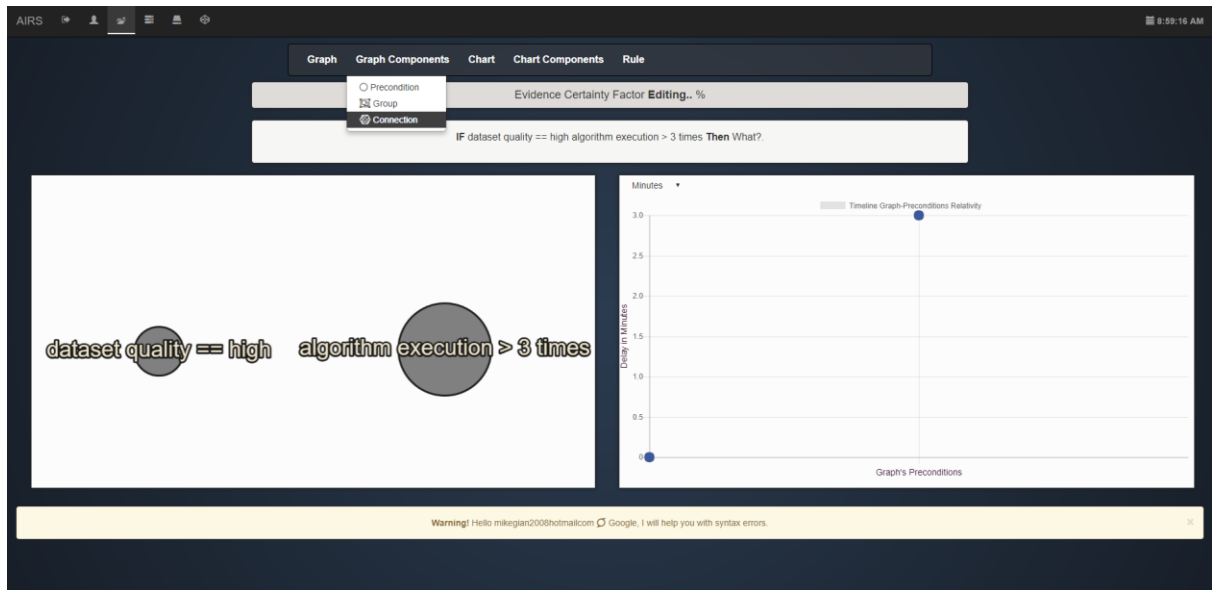 AIRS
8:59:16 AM
Graph Graph Components Chart Chart Components Rule
Precondition
Group
Connection
Evidence Certainty Factor Editing.. %
IF dataset quality == high algorithm execution > 3 times Then What?.
dataset quality == high
algorithm execution > 3 times
Minutes
Timeline Graph-Preconditions Relativity
3.0
2.5
2.0
1.5
1.0
0.5
0
Delay in Minutes
Graph's Preconditions
Warning! Hello mikegian2008hotmailcom Google, I will help you with syntax errors.
×